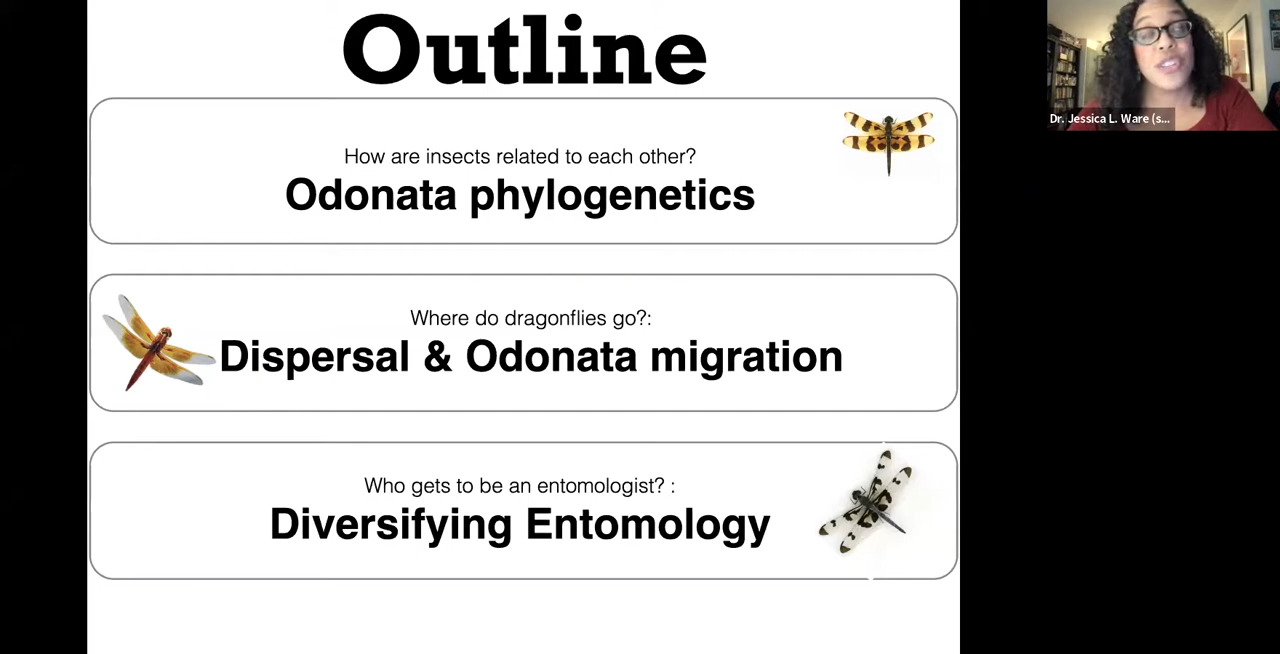 Outline
How are insects related to each other?
Odonata phylogenetics
Where do dragonflies go?:
Dispersal & Odonata migration
Who gets to be an entomologist? :
Diversifying Entomology
Dr. Jessica L. Ware (s...